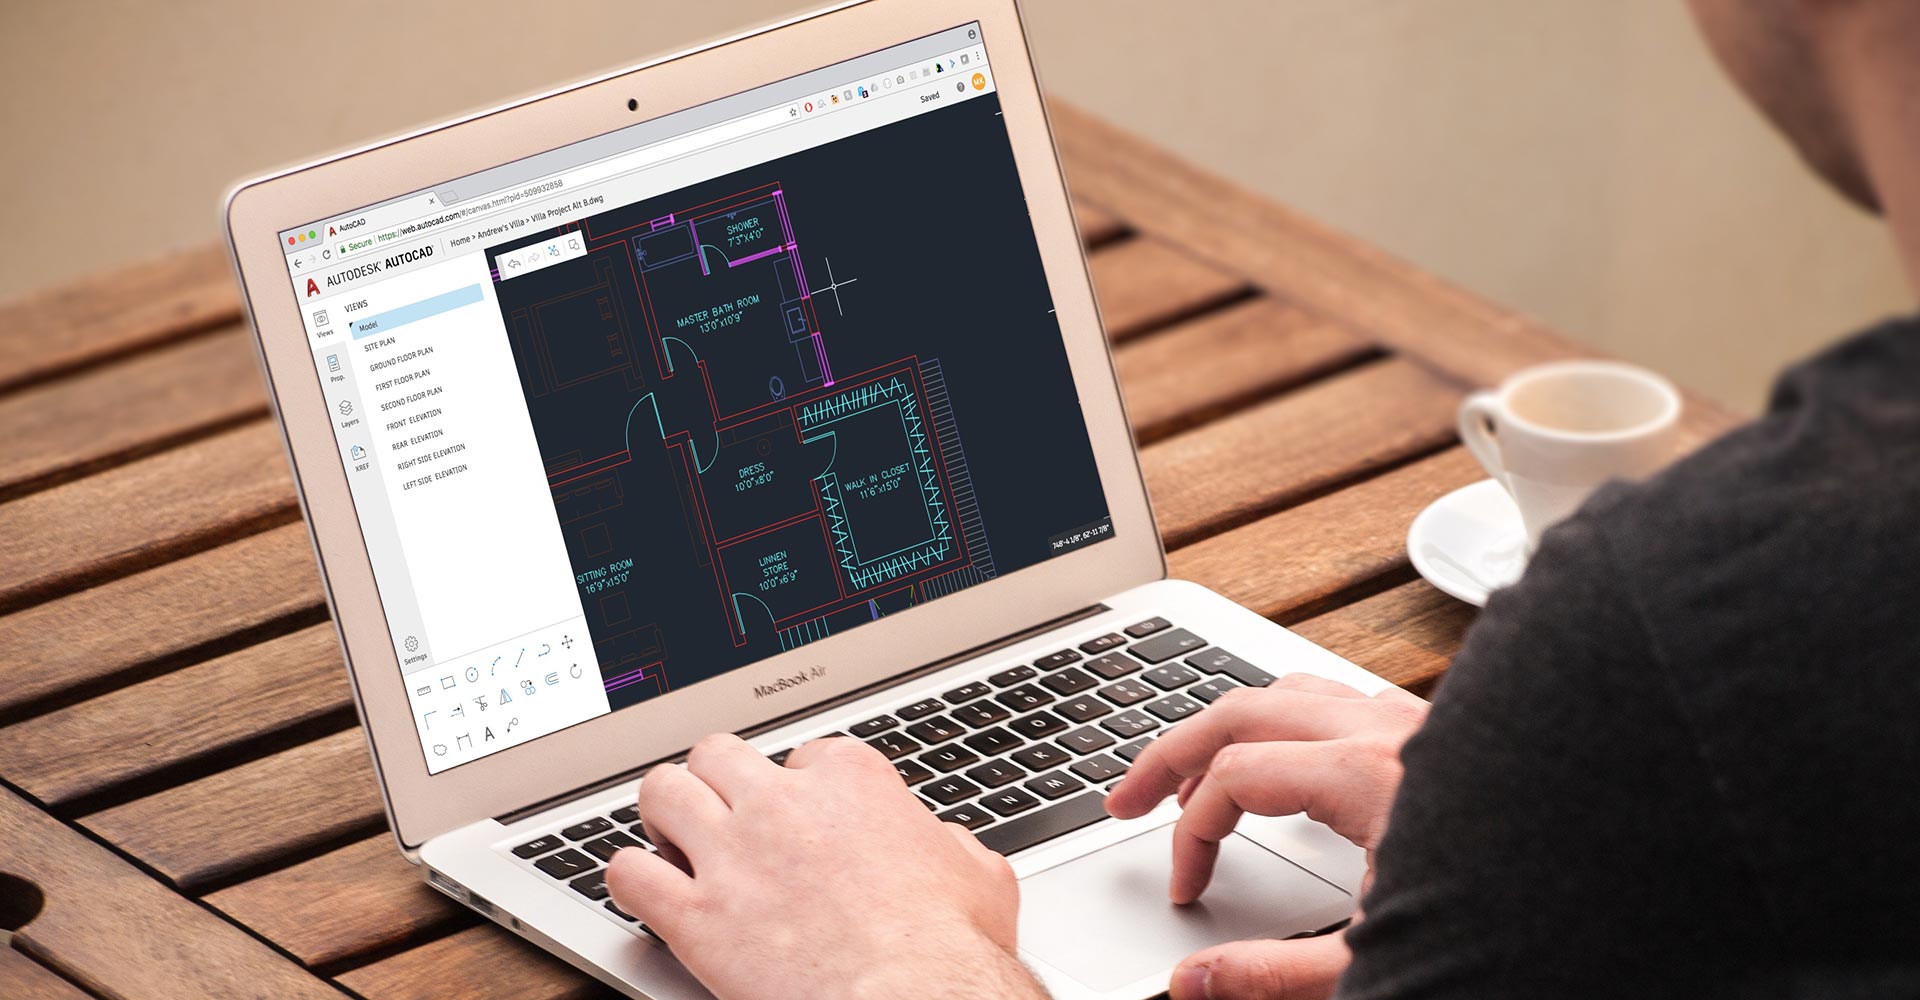 AutoCAD
Secure | https://web.autocad.com/#/canvas.html?pid=509932858
AUTODESK® AUTOCAD®
Home > Andrew's Villa > Villa Project Alt B.dwg
Saved
MK
Views
Prop.
Layers
XREF
Settings
VIEWS
Model
SITE PLAN
GROUND FLOOR PLAN
FIRST FLOOR PLAN
SECOND FLOOR PLAN
FRONT ELEVATION
REAR ELEVATION
RIGHT SIDE ELEVATION
LEFT SIDE ELEVATION
A
SHOWER
7'3"X4'0"
MASTER BATH ROOM
13'0"x10'9"
DRESS
10'0"x8'0"
WALK IN CLOSET
11'6"x15'0"
LINNEN
STORE
10'0"x6'9"
SITTING ROOM
16'9"x15'0"
748'-4 1/8", 62'-11 7/8"
MacBook Air
U I O P
H J K L
B N M